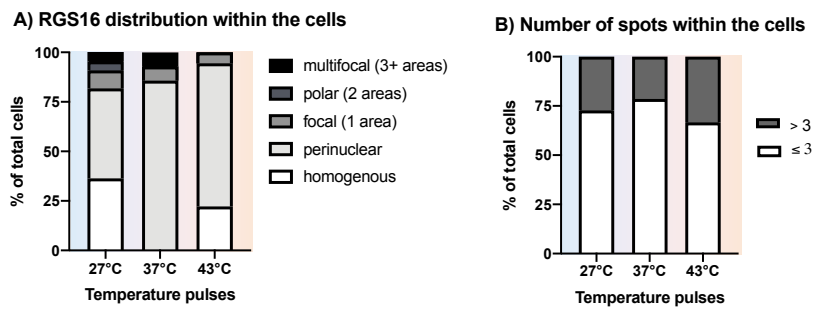 A) RGS16 distribution within the cells
% of total cells
100
75
50
25
0
27°C 37°C 43°C
Temperature pulses
multifocal (3+ areas)
polar (2 areas)
focal (1 area)
perinuclear
homogenous
B) Number of spots within the cells
% of total cells
100
75
50
25
0
27°C 37°C 43°C
Temperature pulses
> 3
≤ 3